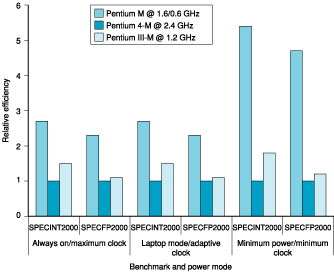 Pentium M @ 1.6/0.6 GHz
Pentium 4-M @ 2.4 GHz
Pentium III-M @ 1.2 GHz
Relative efficiency
6
5
4
3
2
1
0
SPECINT2000 SPECFP2000 SPECINT2000 SPECFP2000 SPECINT2000 SPECFP2000
Always on/maximum clock
Laptop mode/adaptive
clock
Minimum power/minimum
clock
Benchmark and power mode